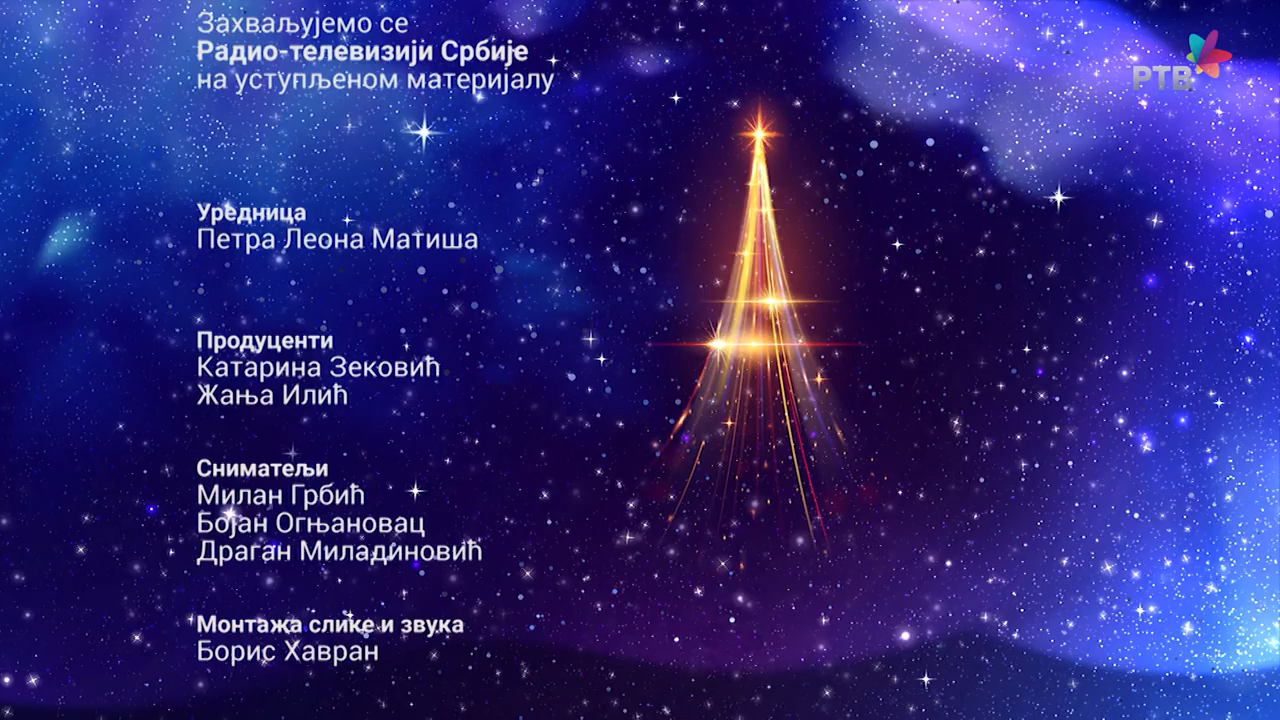 Захваљујемо се
Радио-телевизији Србије
на уступљеном материјалу
РТВ
Уредница
Петра Леона Матиша
Продуценти
Катарина Зековић
Жања Илић
Сниматељи
Милан Грбић
Бојан Огњановац
Драган Миладиновић
Монтажа слике и звука
Борис Хавран